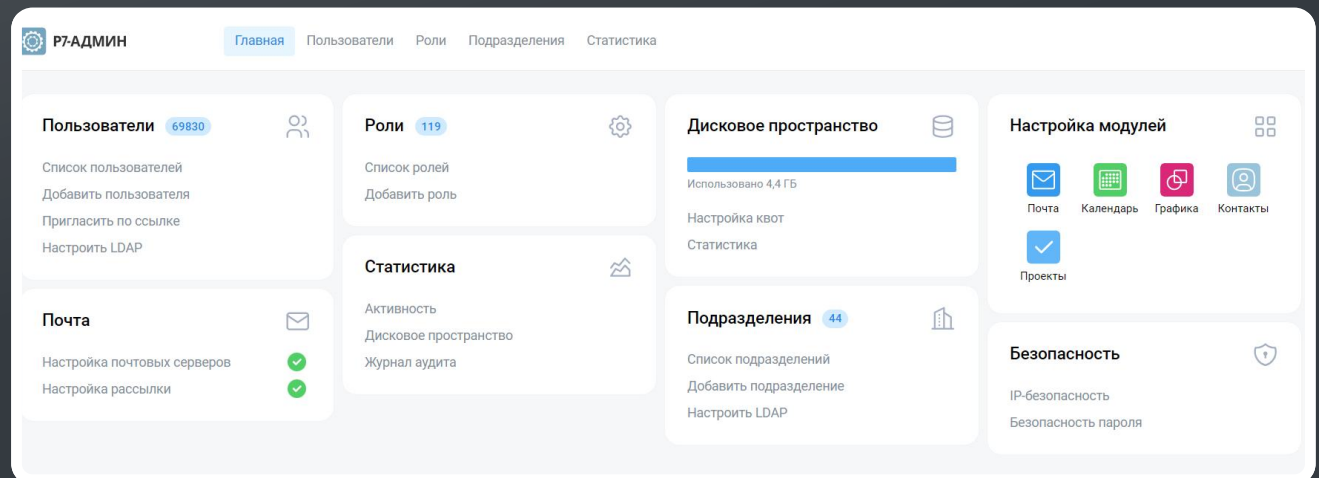 Р7-АДМИН
Главная Пользователи Роли Подразделения Статистика
Пользователи 69830
Список пользователей
Добавить пользователя
Пригласить по ссылке
Настроить LDAP
Почта
Настройка почтовых серверов
Настройка рассылки
Роли 119
Список ролей
Добавить роль
Статистика
Активность
Дисковое пространство
Журнал аудита
Дисковое пространство
Использовано 4,4 ГБ
Настройка квот
Статистика
Подразделения 44
Список подразделений
Добавить подразделение
Настроить LDAP
Настройка модулей
Почта Календарь Графика Контакты
Проекты
Безопасность
IP-безопасность
Безопасность пароля